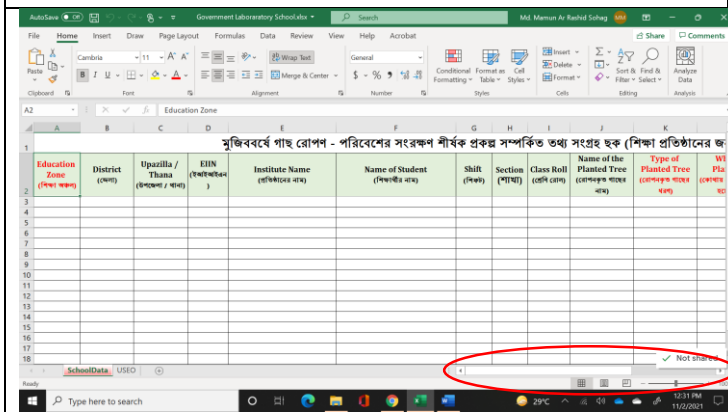 AutoSave Off Government Laboraratory School.xlsx Search Md. Mamun Ar Rashid Sohag
File Home Insert Draw Page Layout Formulas Data Review View Help Acrobat Share Comments
Paste Cambria 11 B I U Wrap Text Merge & Center General $ % Conditional Formatting Format as Table Cell Styles Insert Delete Format Sort & Filter Find & Select Analyze Data
Clipboard Font Alignment Number Styles Cells Editing Analysis
A2 fx Education Zone
A B C D E F G H I J K
1 মুজিববর্ষে গাছ রোপণ - পরিবেশের সংরক্ষণ শীর্ষক প্রকল্প সম্পর্কিত তথ্য সংগ্রহ ছক (শিক্ষা প্রতিষ্ঠানের জ
Education Zone (শিক্ষা অঞ্চল)
District (জেলা)
Upazilla / Thana (উপজেলা / থানা)
EIIN (ইআইআইএন)
Institute Name (প্রতিষ্ঠানের নাম)
Name of Student (শিক্ষার্থীর নাম)
Shift (শিফট)
Section (শাখা)
Class Roll (শ্রেণি রোল)
Name of the Planted Tree (রোপনকৃত গাছের নাম)
Type of Planted Tree (রোপনকৃত গাছের ধরণ)
2
3
4
5
6
7
8
9
10
11
12
13
14
15
16
17
18
Not shared
SchoolData USEO
Ready
Type here to search 29°C 12:31 PM
11/2/2021